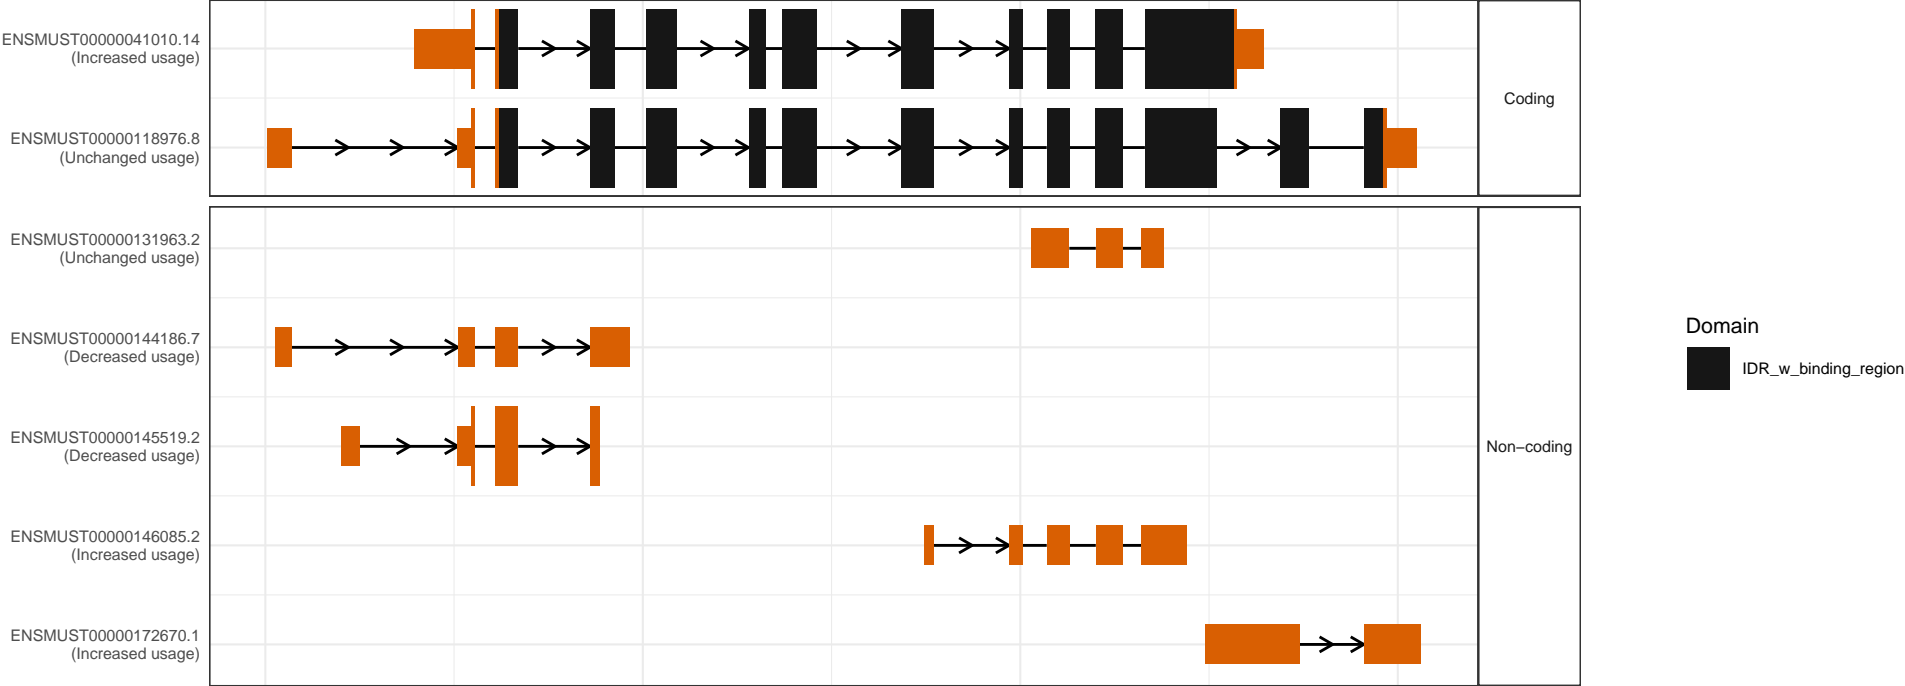 ENSMUST00000041010.14
(Increased usage)
ENSMUST00000118976.8
(Unchanged usage)
Coding
ENSMUST00000131963.2
(Unchanged usage)
ENSMUST00000144186.7
(Decreased usage)
ENSMUST00000145519.2
(Decreased usage)
ENSMUST00000146085.2
(Increased usage)
ENSMUST00000172670.1
(Increased usage)
Non−coding
Domain
IDR_w_binding_region